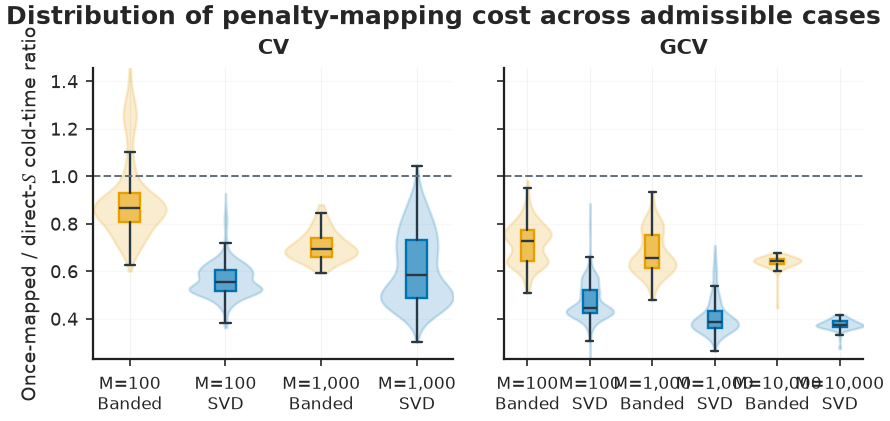 Distribution of penalty-mapping cost across admissible cases
CV
GCV
Once-mapped / direct-S cold-time ratio
1.4
1.2
1.0
0.8
0.6
0.4
M=100 M=100 M=1,000 M=1,000
Banded SVD Banded SVD
M=100 M=100 M=1,000 M=1,000 M=10,000 M=10,000
Banded SVD Banded SVD Banded SVD